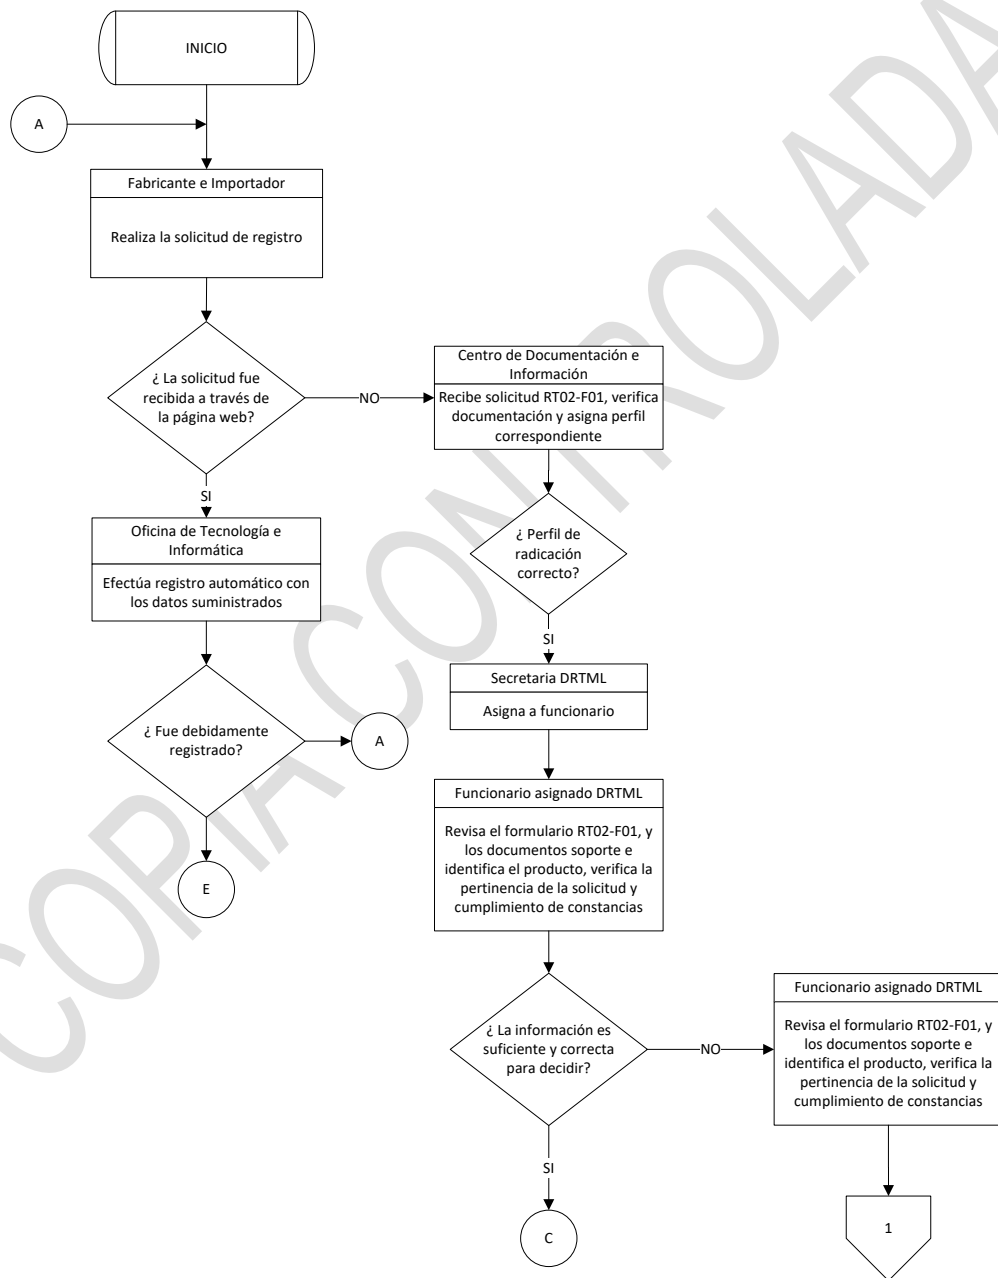 INICIO
A
Fabricante e Importador
Realiza la solicitud de registro
¿ La solicitud fue
recibida a través de
la página web?
NO
Centro de Documentación e
Información
Recibe solicitud RT02-F01, verifica
documentación y asigna perfil
correspondiente
SI
Oficina de Tecnología e
Informática
Efectúa registro automático con
los datos suministrados
¿ Perfil de
radicación
correcto?
SI
Secretaria DRTML
Asigna a funcionario
¿ Fue debidamente
registrado?
A
E
Funcionario asignado DRTML
Revisa el formulario RT02-F01, y
los documentos soporte e
identifica el producto, verifica la
pertinencia de la solicitud y
cumplimiento de constancias
¿ La información es
suficiente y correcta
para decidir?
NO
Funcionario asignado DRTML
Revisa el formulario RT02-F01, y
los documentos soporte e
identifica el producto, verifica la
pertinencia de la solicitud y
cumplimiento de constancias
SI
C
1
COPIA CONTROLADA